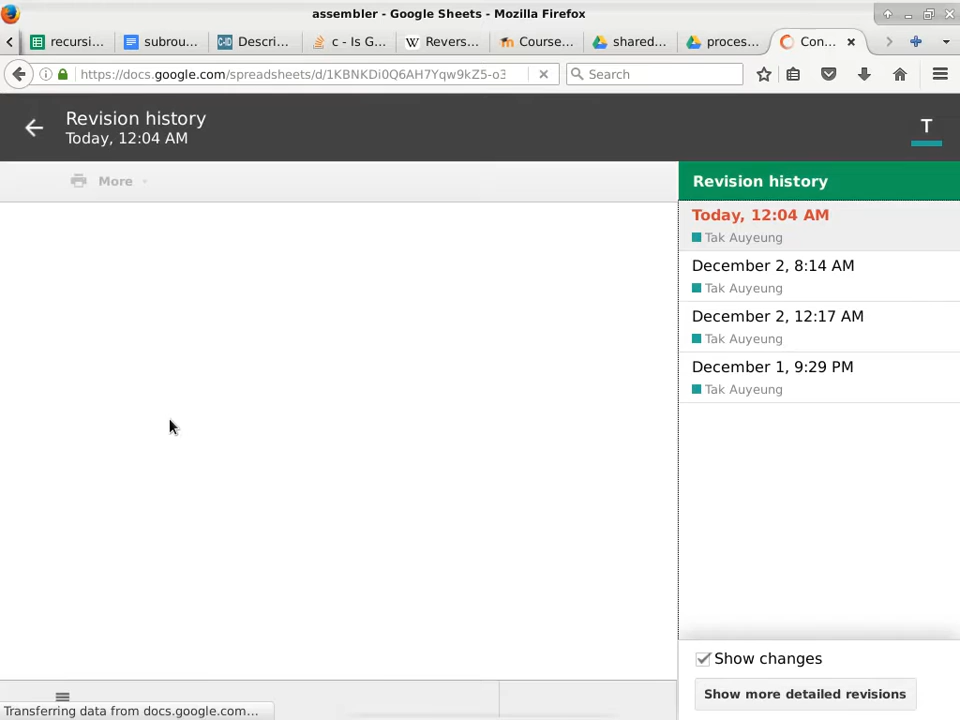 assembler - Google Sheets - Mozilla Firefox
recursi...
subrou...
Descri...
c - Is G...
Revers...
Course...
shared...
proces...
Con...
https://docs.google.com/spreadsheets/d/1KBNKDi0Q6AH7Yqw9kZ5-o3
Search
Revision history
Today, 12:04 AM
T
More
Revision history
Today, 12:04 AM
Tak Auyeung
December 2, 8:14 AM
Tak Auyeung
December 2, 12:17 AM
Tak Auyeung
December 1, 9:29 PM
Tak Auyeung
Show changes
Show more detailed revisions
Transferring data from docs.google.com...